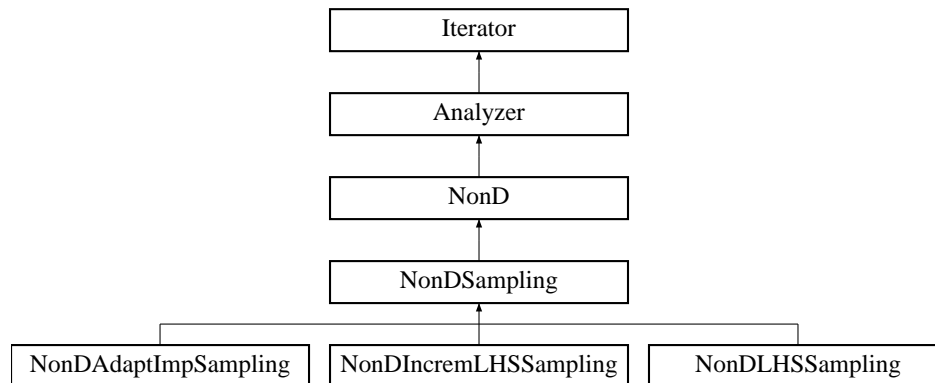 Iterator
Analyzer
NonD
NonDSampling
NonDAdaptImpSampling
NonDIncremLHSSampling
NonDLHSSampling